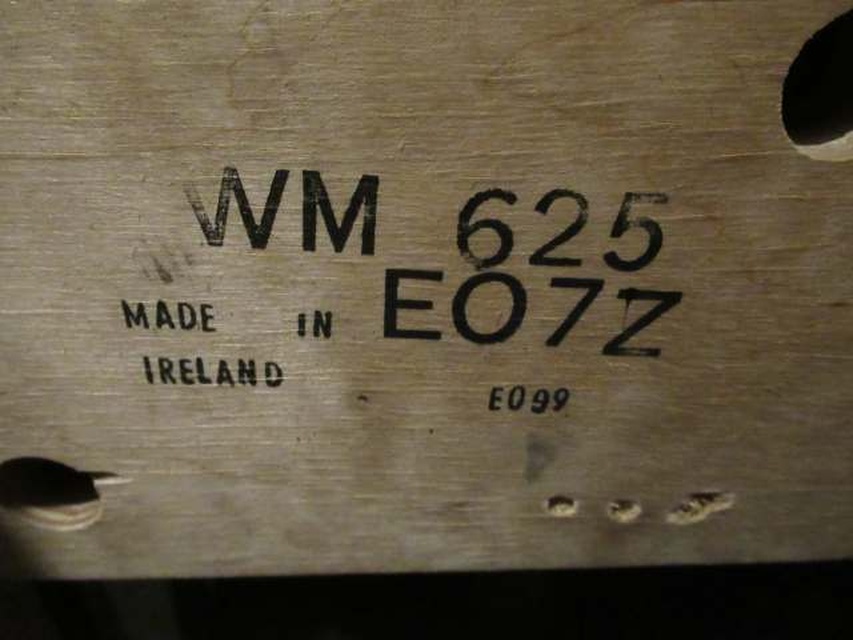 WM 625
EO7Z
MADE IN
IRELAND
EO99